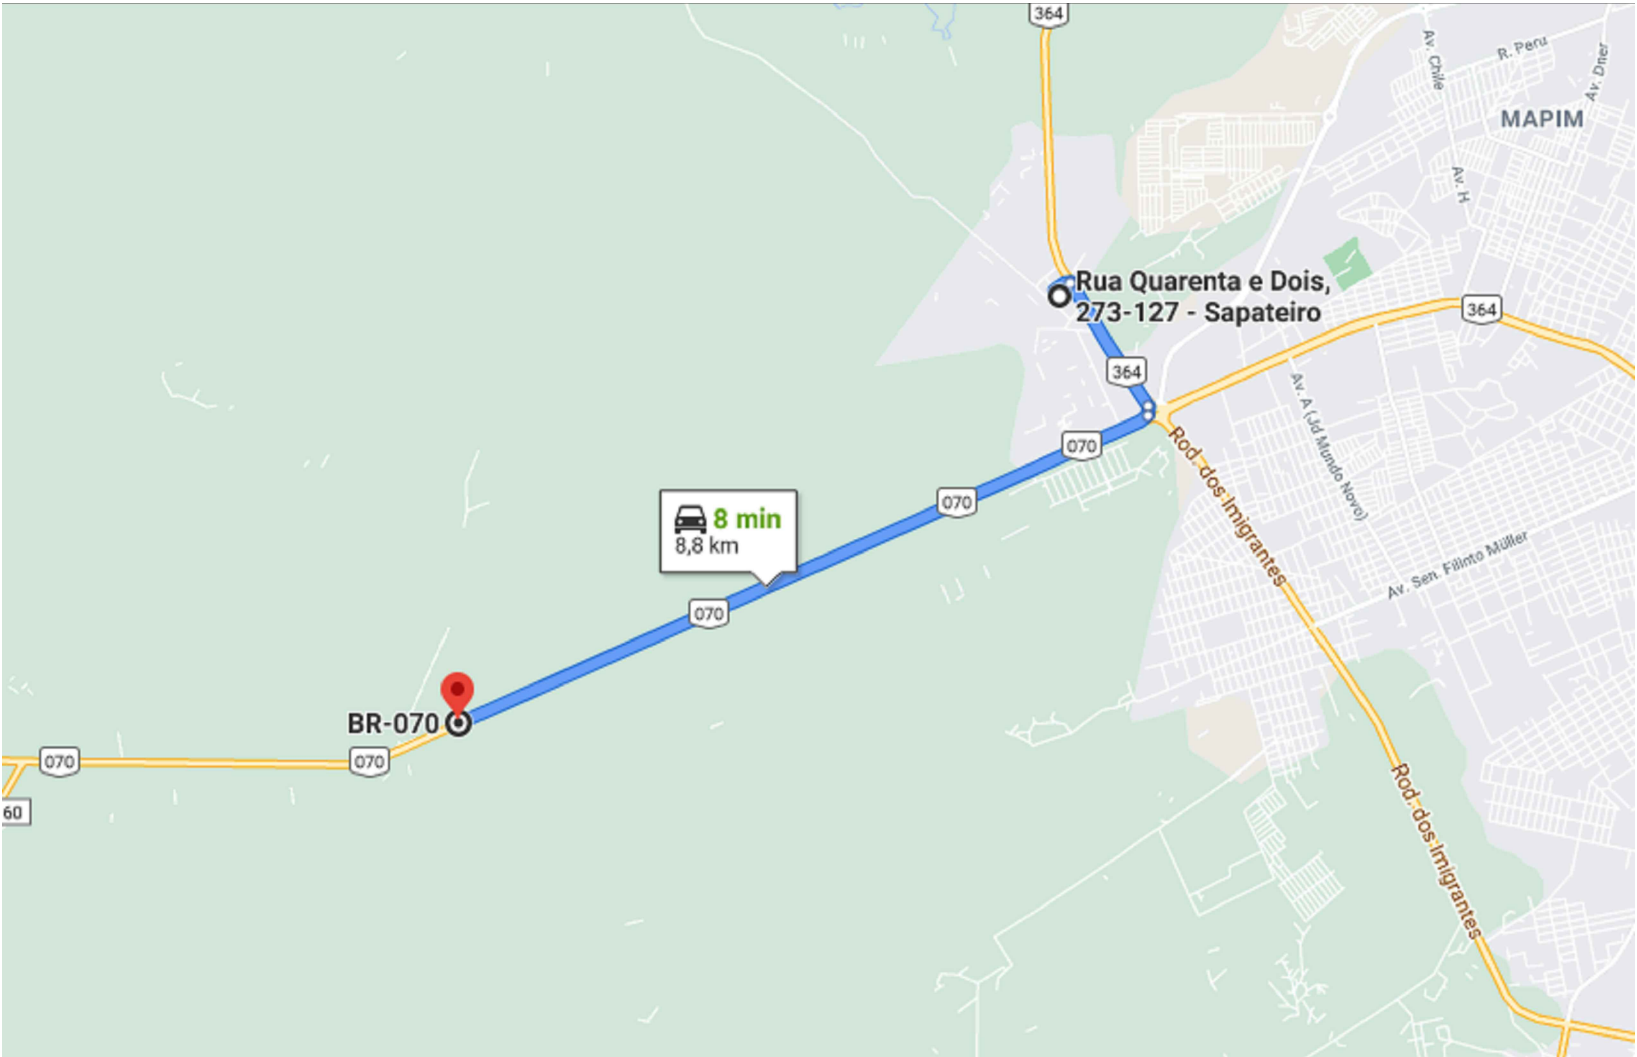 364
Av. Chile
R. Peru
Av. Dner
MAPIM
Av. H
Rua Quarenta e Dois,
273-127 - Sapateiro
364
364
Av. A (Jd Mundo Novo)
070
Rod. dos Imigrantes
070
8 min
8,8 km
Av. Sen. Filinto Müller
070
BR-070
070
070
60
Rod. dos Imigrantes